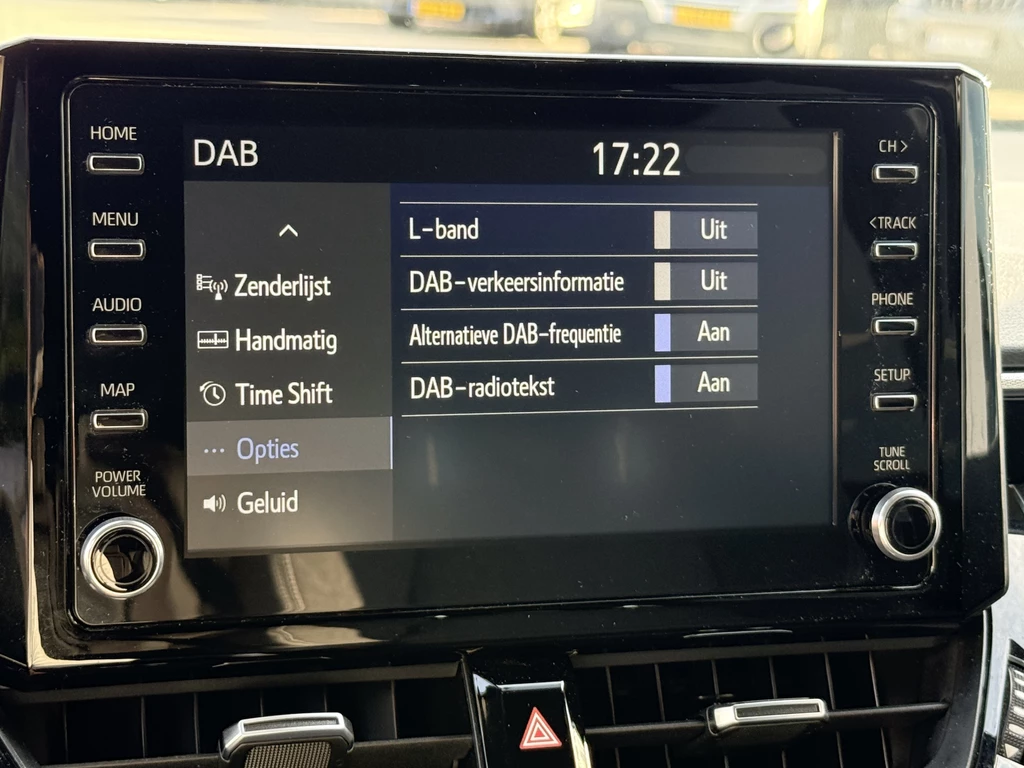 HOME
MENU
AUDIO
MAP
POWER
VOLUME
DAB
17:22
Zenderlijst
Handmatig
Time Shift
Opties
Geluid
L-band Uit
DAB-verkeersinformatie Uit
Alternatieve DAB-frequentie Aan
DAB-radiotekst Aan
CH >
< TRACK
PHONE
SETUP
TUNE
SCROLL